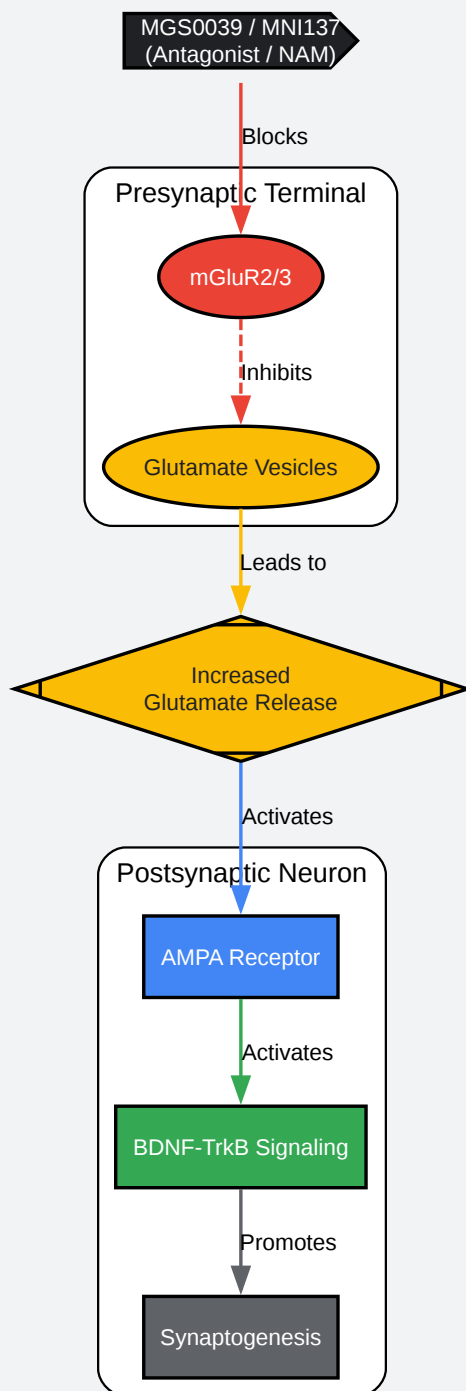 MGS0039 / MNI137
(Antagonist / NAM)
Blocks
Presynaptic Terminal
mGluR2/3
Inhibits
Glutamate Vesicles
Leads to
Increased
Glutamate Release
Activates
Postsynaptic Neuron
AMPA Receptor
Activates
BDNF-TrkB Signaling
Promotes
Synaptogenesis